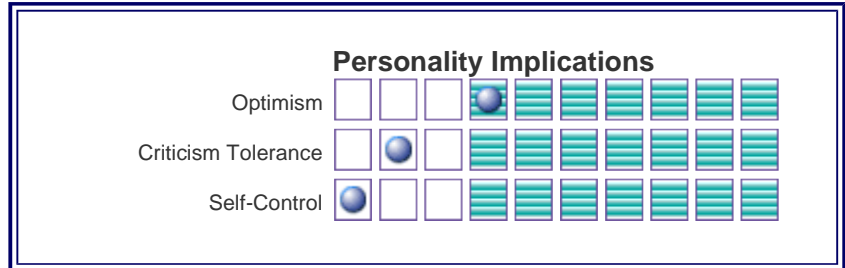 Personality Implications
Optimism
Criticism Tolerance
Self-Control